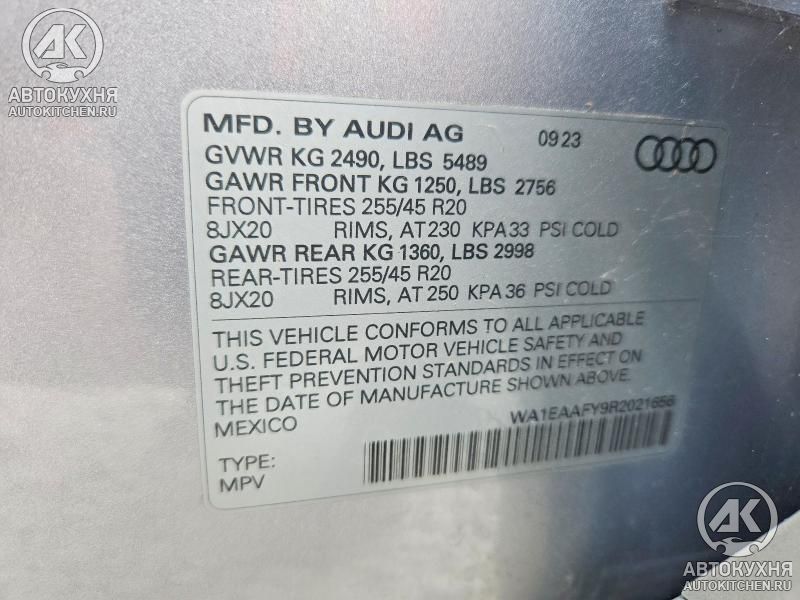 AK
АВТОКУХНЯ
AUTOKITCHEN.RU
MFD. BY AUDI AG 09 23
GVWR KG 2490, LBS 5489
GAWR FRONT KG 1250, LBS 2756
FRONT-TIRES 255/45 R20
8JX20 RIMS, AT 230 KPA 33 PSI COLD
GAWR REAR KG 1360, LBS 2998
REAR-TIRES 255/45 R20
8JX20 RIMS, AT 250 KPA 36 PSI COLD
THIS VEHICLE CONFORMS TO ALL APPLICABLE
U.S. FEDERAL MOTOR VEHICLE SAFETY AND
THEFT PREVENTION STANDARDS IN EFFECT ON
THE DATE OF MANUFACTURE SHOWN ABOVE.
MEXICO WA1EAAFY9R2021656
TYPE:
MPV
AK
АВТОКУХНЯ
AUTOKITCHEN.RU